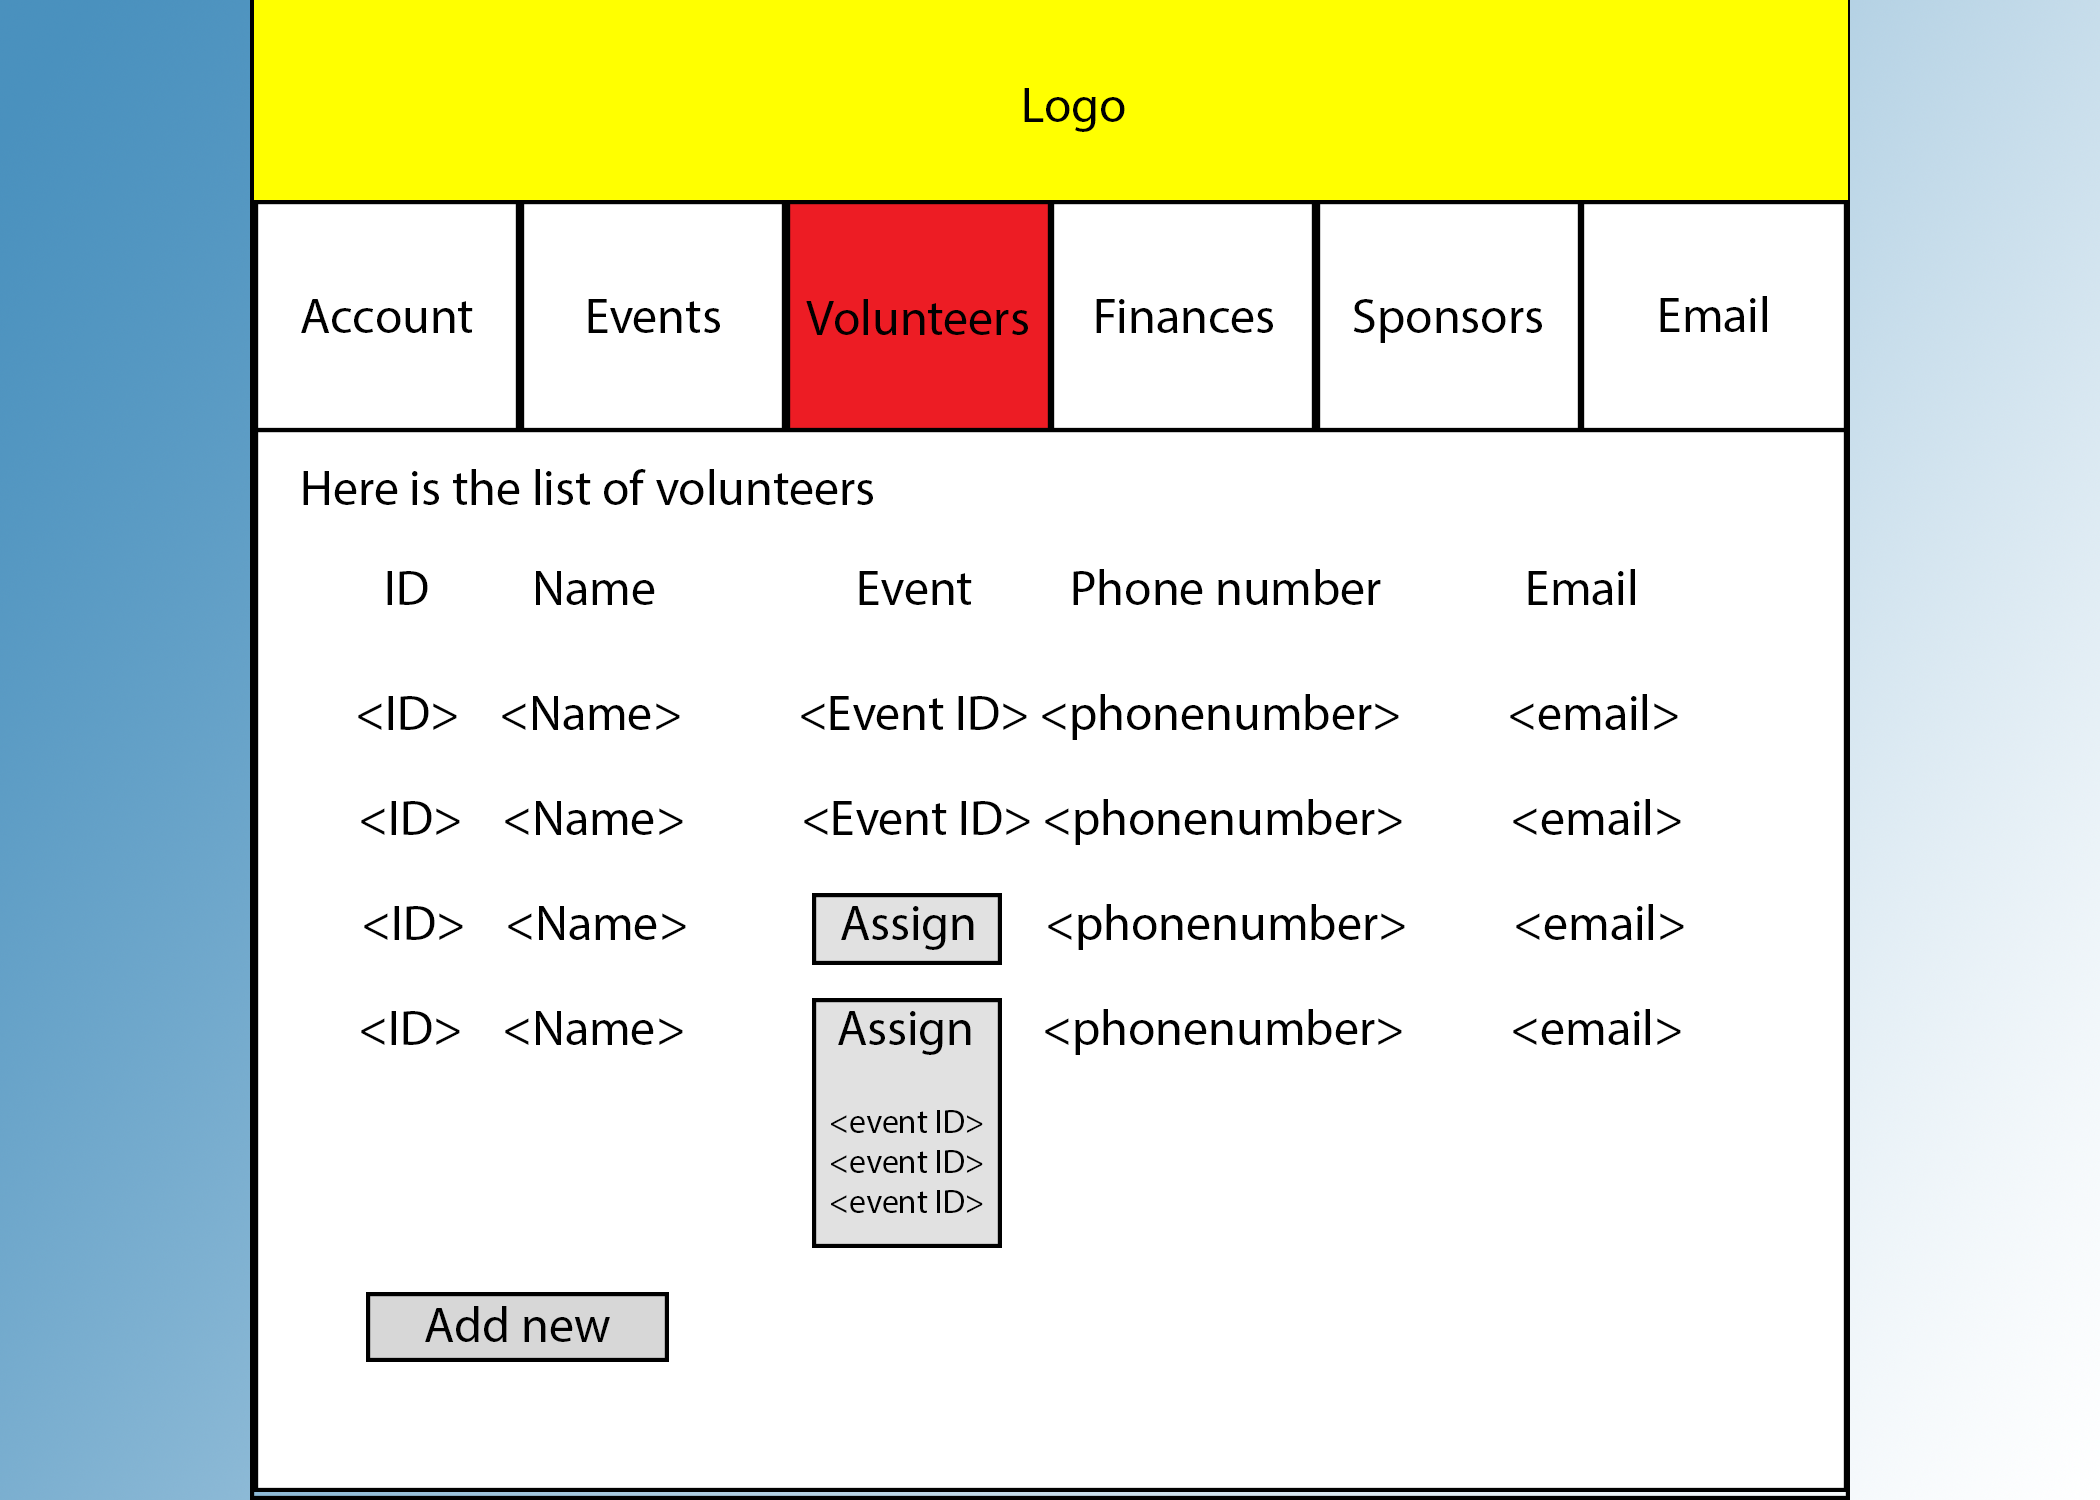 Logo
Account Events Volunteers Finances Sponsors Email
Here is the list of volunteers
ID Name Event Phone number Email
<ID> <Name> <Event ID> <phonenumber> <email>
<ID> <Name> <Event ID> <phonenumber> <email>
<ID> <Name> Assign <phonenumber> <email>
<ID> <Name> Assign <phonenumber> <email>
<event ID>
<event ID>
<event ID>
Add new